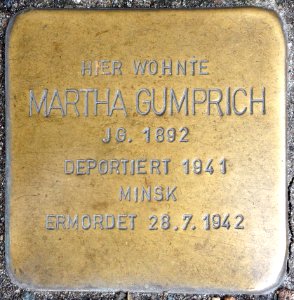 HIER WOHNTE
MARTHA GUMPRICH
JG. 1892
DEPORTIERT 1941
MINSK
ERMORDET 28.7.1942